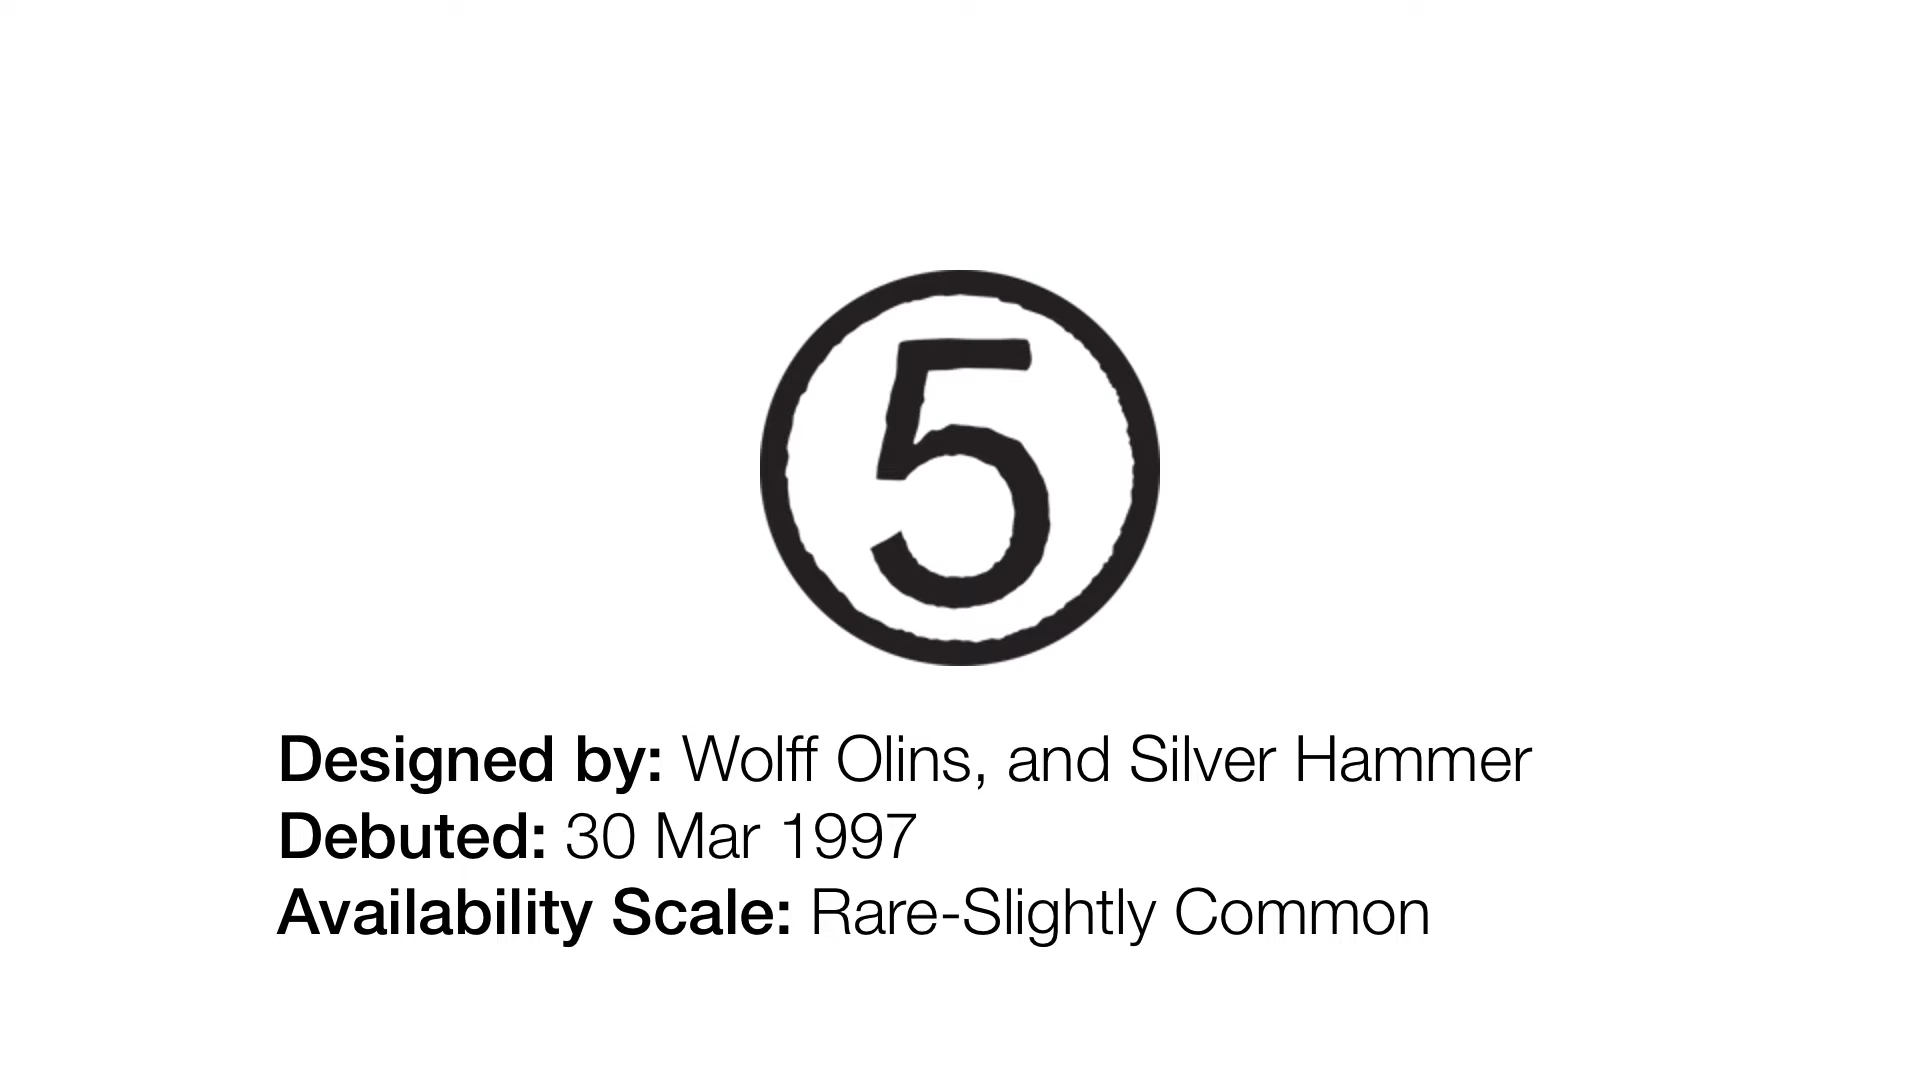 5
Designed by: Wolff Olins, and Silver Hammer
Debuted: 30 Mar 1997
Availability Scale: Rare-Slightly Common